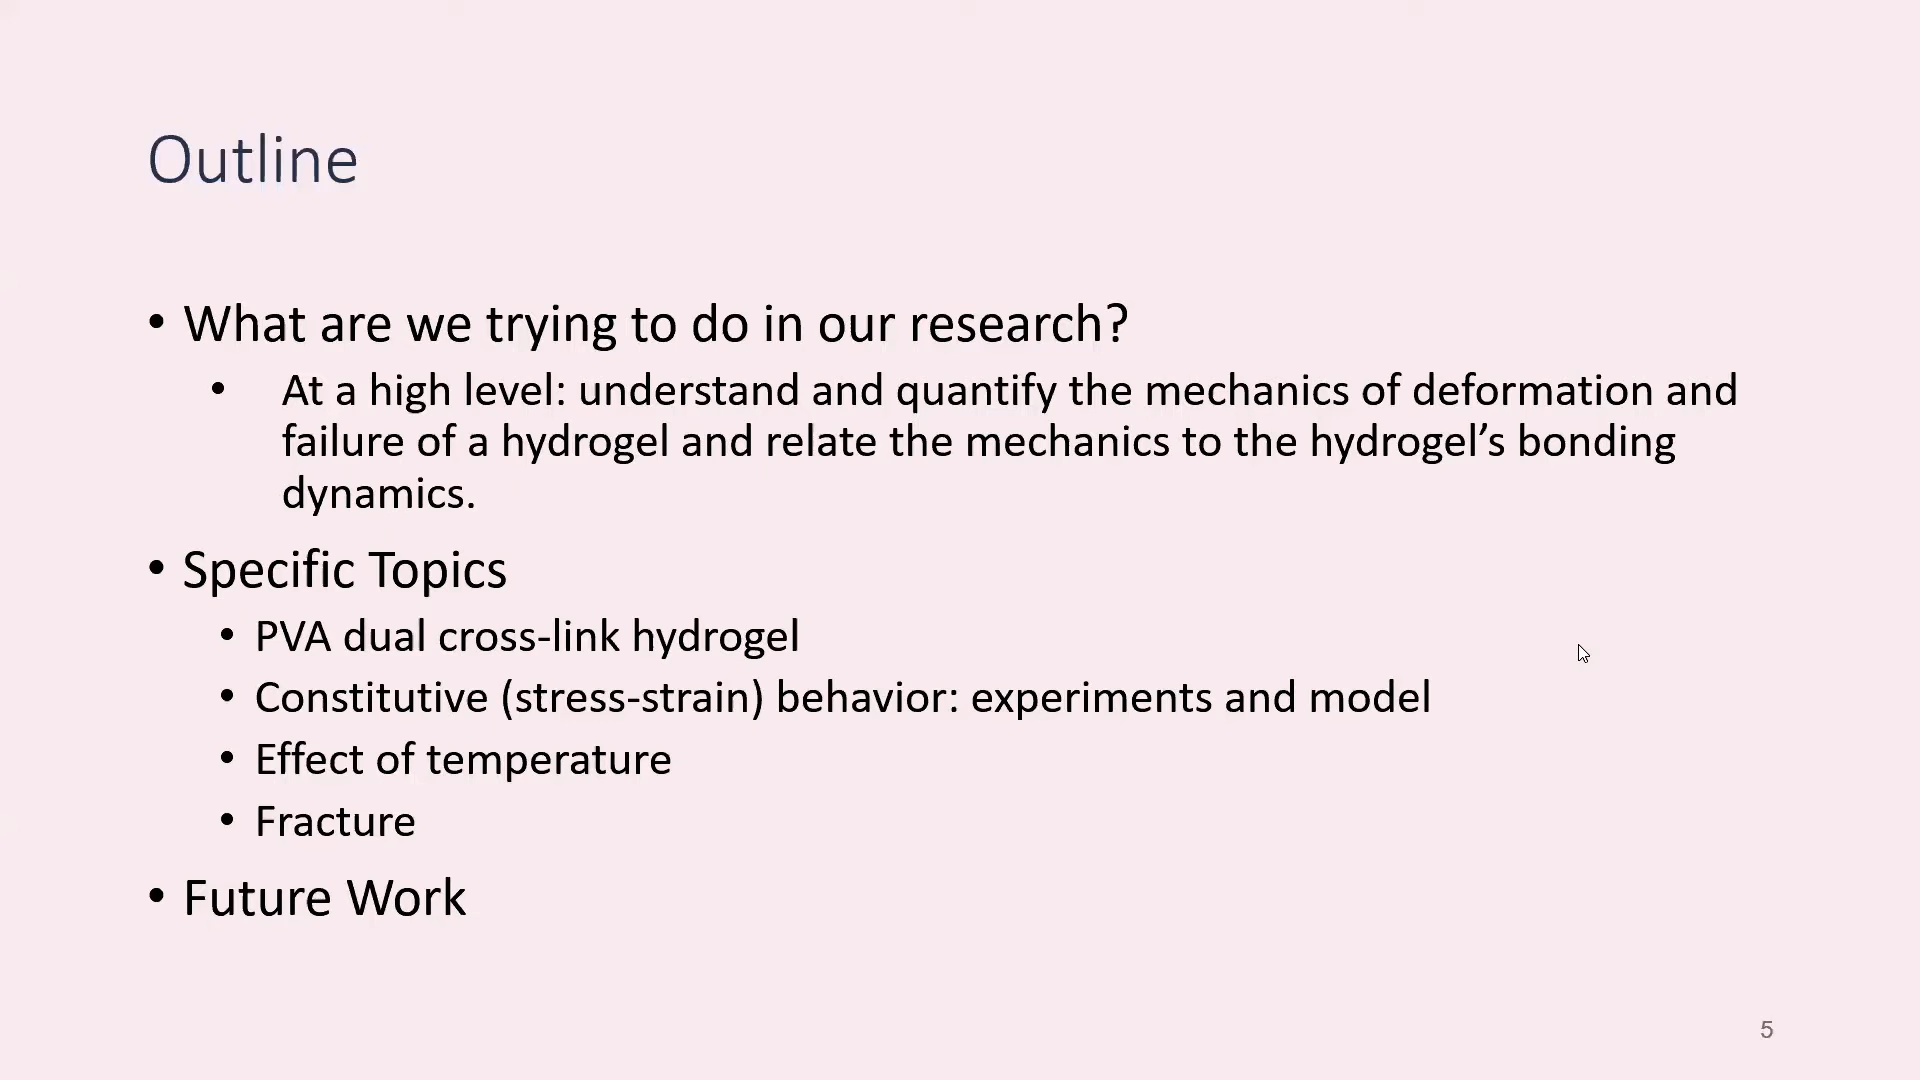 Outline
• What are we trying to do in our research?
• At a high level: understand and quantify the mechanics of deformation and
failure of a hydrogel and relate the mechanics to the hydrogel’s bonding
dynamics.
• Specific Topics
• PVA dual cross-link hydrogel
• Constitutive (stress-strain) behavior: experiments and model
• Effect of temperature
• Fracture
• Future Work
5